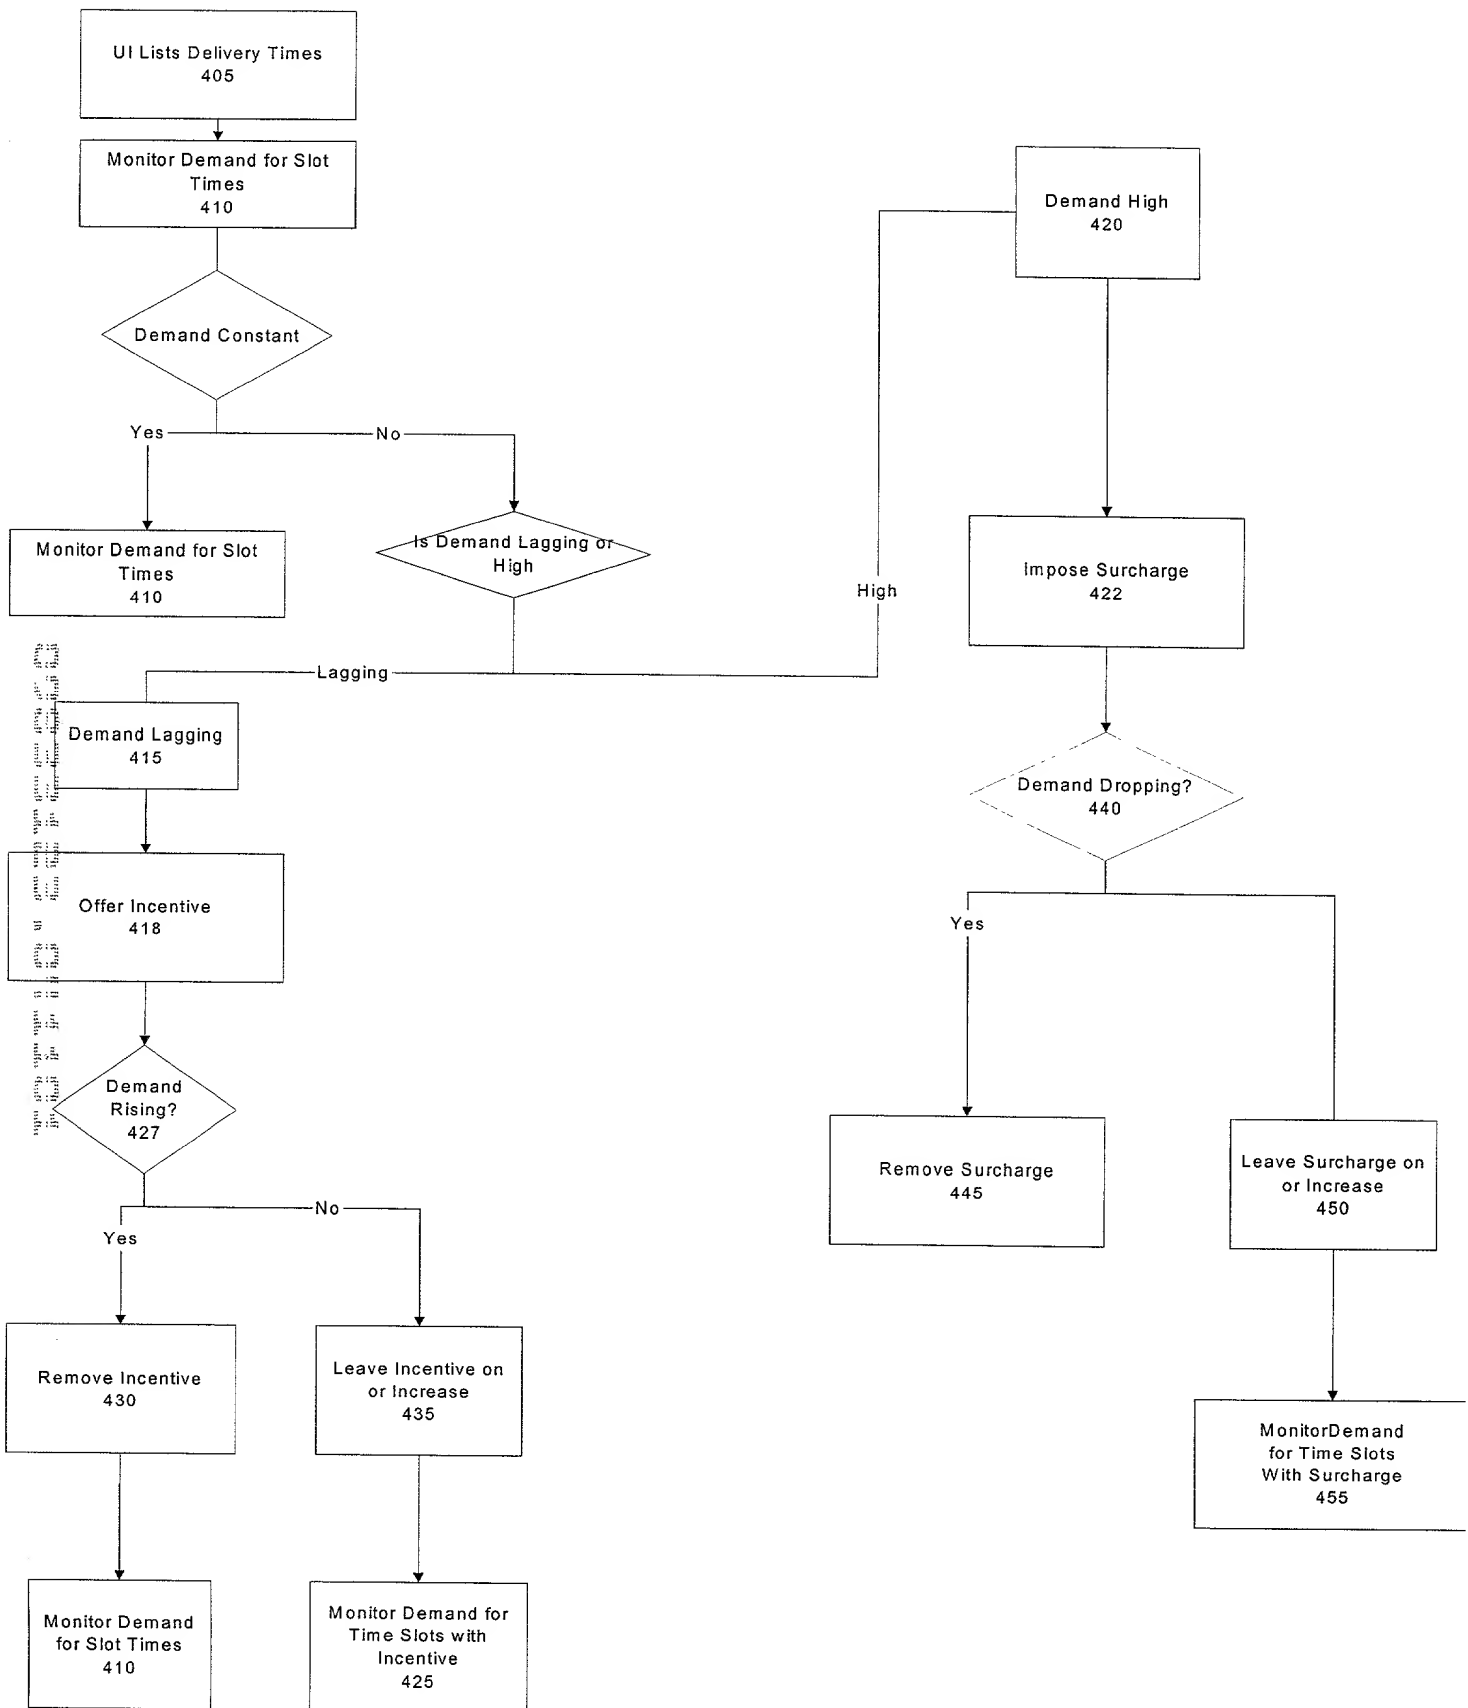 UI Lists Delivery Times
405
Monitor Demand for Slot
Times
410
Demand Constant
Yes
No
Monitor Demand for Slot
Times
410
Is Demand Lagging or
High
Lagging
High
Demand Lagging
415
Offer Incentive
418
Demand
Rising?
427
Yes
No
Remove Incentive
430
Leave Incentive on
or Increase
435
Monitor Demand
for Slot Times
410
Monitor Demand for
Time Slots with
Incentive
425
Demand High
420
Impose Surcharge
422
Demand Dropping?
440
Yes
Remove Surcharge
445
Leave Surcharge on
or Increase
450
MonitorDemand
for Time Slots
With Surcharge
455